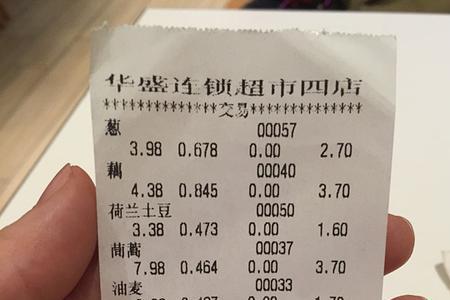 华盛连锁超市四店
******************交易******************
葱 00057
3.98 0.678 0.00 2.70
藕 00040
4.38 0.845 0.00 3.70
荷兰土豆 00050
3.38 0.473 0.00 1.60
茼蒿 00037
7.98 0.464 0.00 3.70
油麦 00033